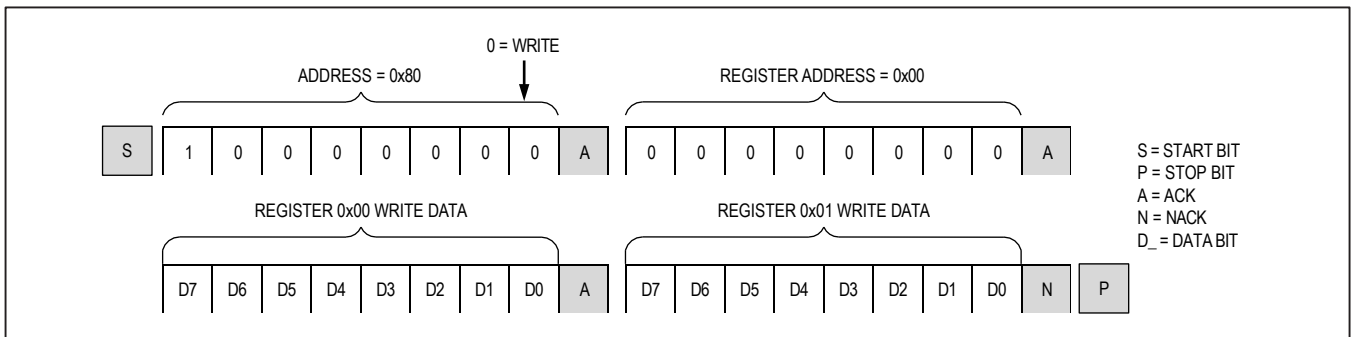 0 = WRITE
ADDRESS = 0x80 REGISTER ADDRESS = 0x00
S 1 0 0 0 0 0 0 0 A 0 0 0 0 0 0 0 0 A
REGISTER 0x00 WRITE DATA REGISTER 0x01 WRITE DATA
D7 D6 D5 D4 D3 D2 D1 D0 A D7 D6 D5 D4 D3 D2 D1 D0 N P
S = START BIT
P = STOP BIT
A = ACK
N = NACK
D_ = DATA BIT